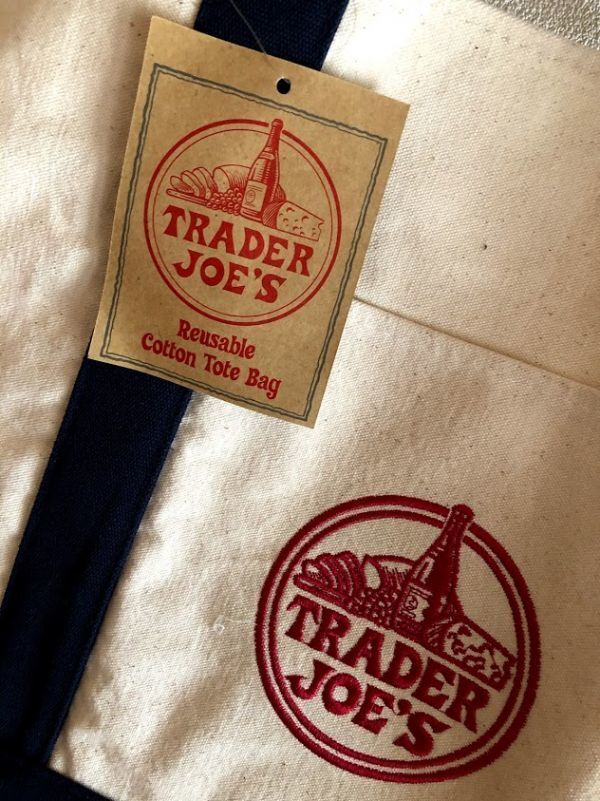 TRADER
JOE'S
Reusable
Cotton Tote Bag
TRADER
JOE'S